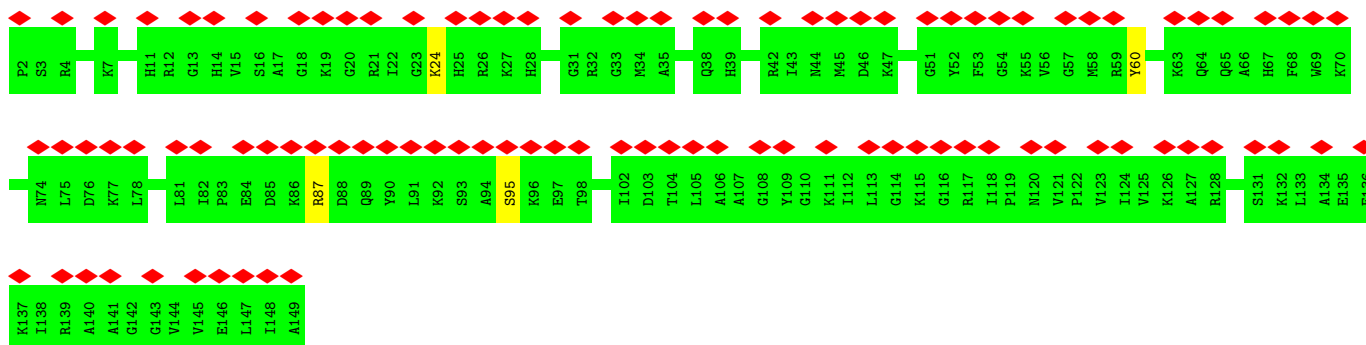 P2 S3 R4 K7 H11 R12 G13 H14 V15 S16 A17 G18 K19 G20 R21 I22 G23 K24 H25 R26 K27 H28 G31 R32 G33 M34 A35 Q38 H39 R42 I43 N44 M45 D46 K47 G51 Y52 F53 G54 K55 V56 G57 M58 R59 Y60 K63 Q64 Q65 A66 H67 F68 W69 K70
N74 L75 D76 K77 L78 L81 I82 P83 E84 D85 K86 R87 D88 Q89 Y90 L91 K92 S93 A94 S95 K96 E97 T98 I102 D103 T104 L105 A106 A107 G108 Y109 G110 K111 I112 L113 G114 K115 G116 R117 I118 P119 N120 V121 P122 V123 I124 V125 K126 A127 R128 S131 K132 L133 A134 E135
K137 I138 R139 A140 A141 G142 G143 V144 V145 E146 L147 I148 A149